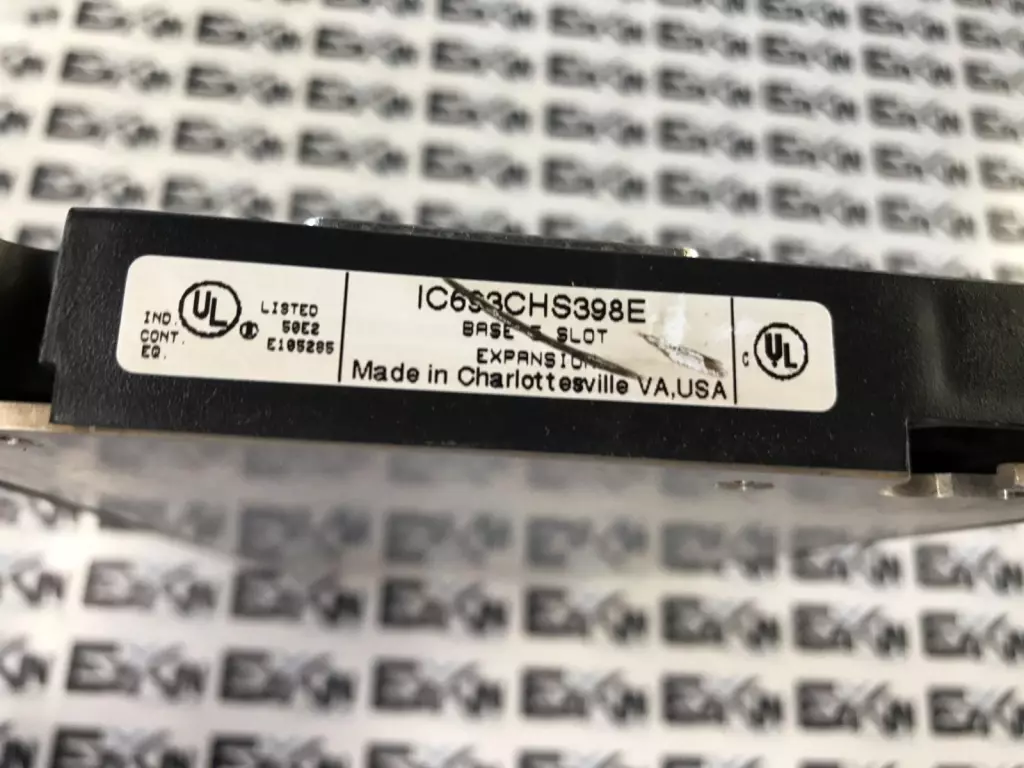 UL
IND.
CONT.
EQ.
LISTED
50E2
E105285
IC693CHS398E
BASE 5 SLOT
EXPANSION
Made in Charlottesville VA,USA
C UL